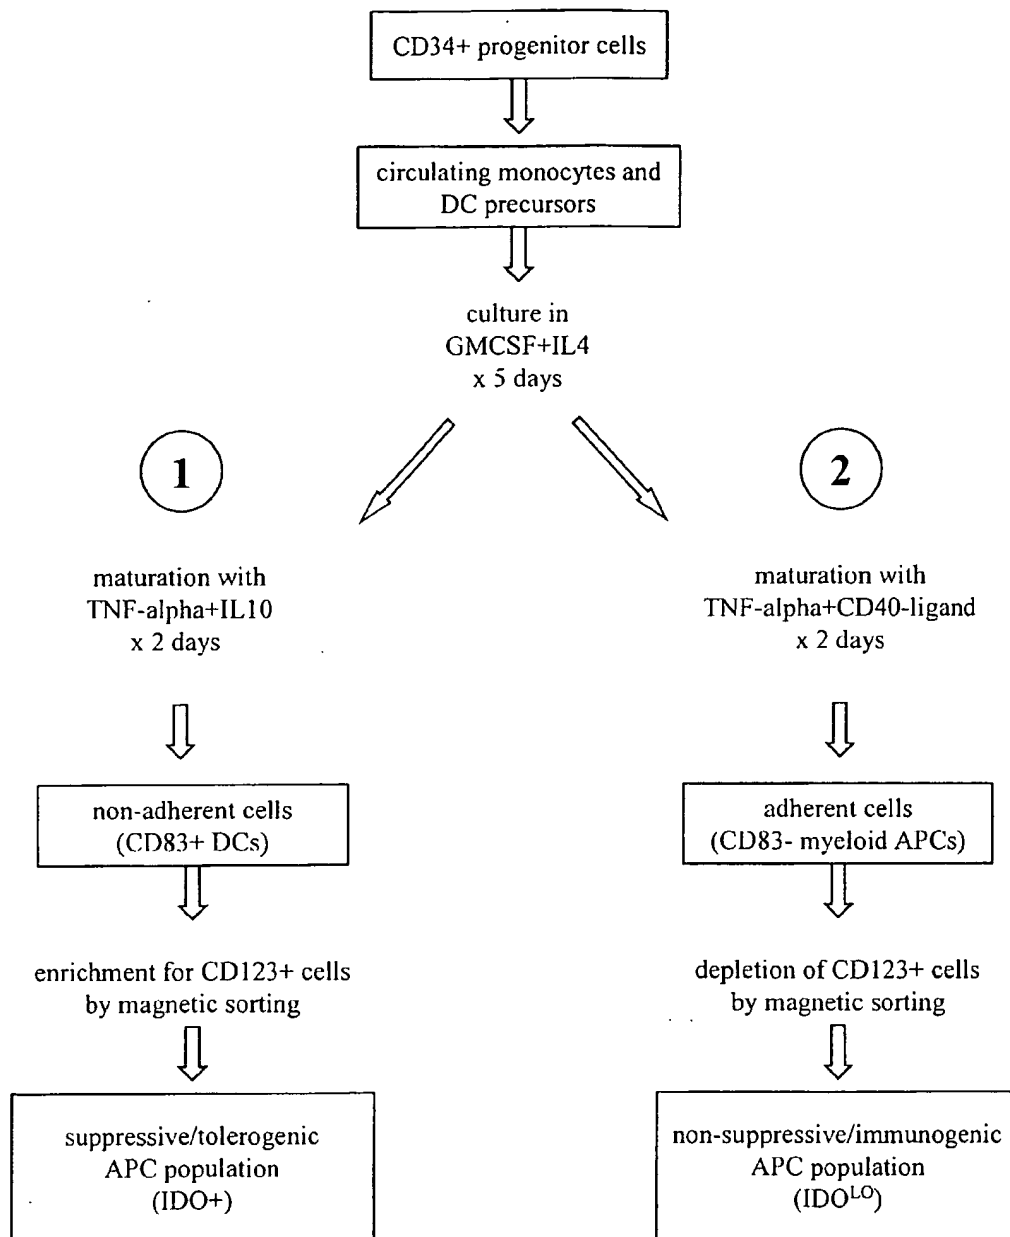 CD34+ progenitor cells
circulating monocytes and
DC precursors
culture in
GMCSF+IL4
x 5 days
1
maturation with
TNF-alpha+IL10
x 2 days
non-adherent cells
(CD83+ DCs)
enrichment for CD123+ cells
by magnetic sorting
suppressive/tolerogenic
APC population
(IDO+)
2
maturation with
TNF-alpha+CD40-ligand
x 2 days
adherent cells
(CD83- myeloid APCs)
depletion of CD123+ cells
by magnetic sorting
non-suppressive/immunogenic
APC population
(IDOLO)